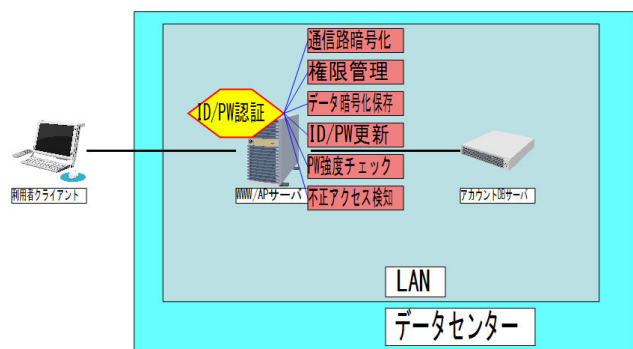 通信路暗号化
権限管理
ID/PW認証
データ暗号化保存
ID/PW更新
PW強度チェック
利用者クライアント
WWW/APサーバ
不正アクセス検知
アカウントDBサーバ
LAN
データセンター